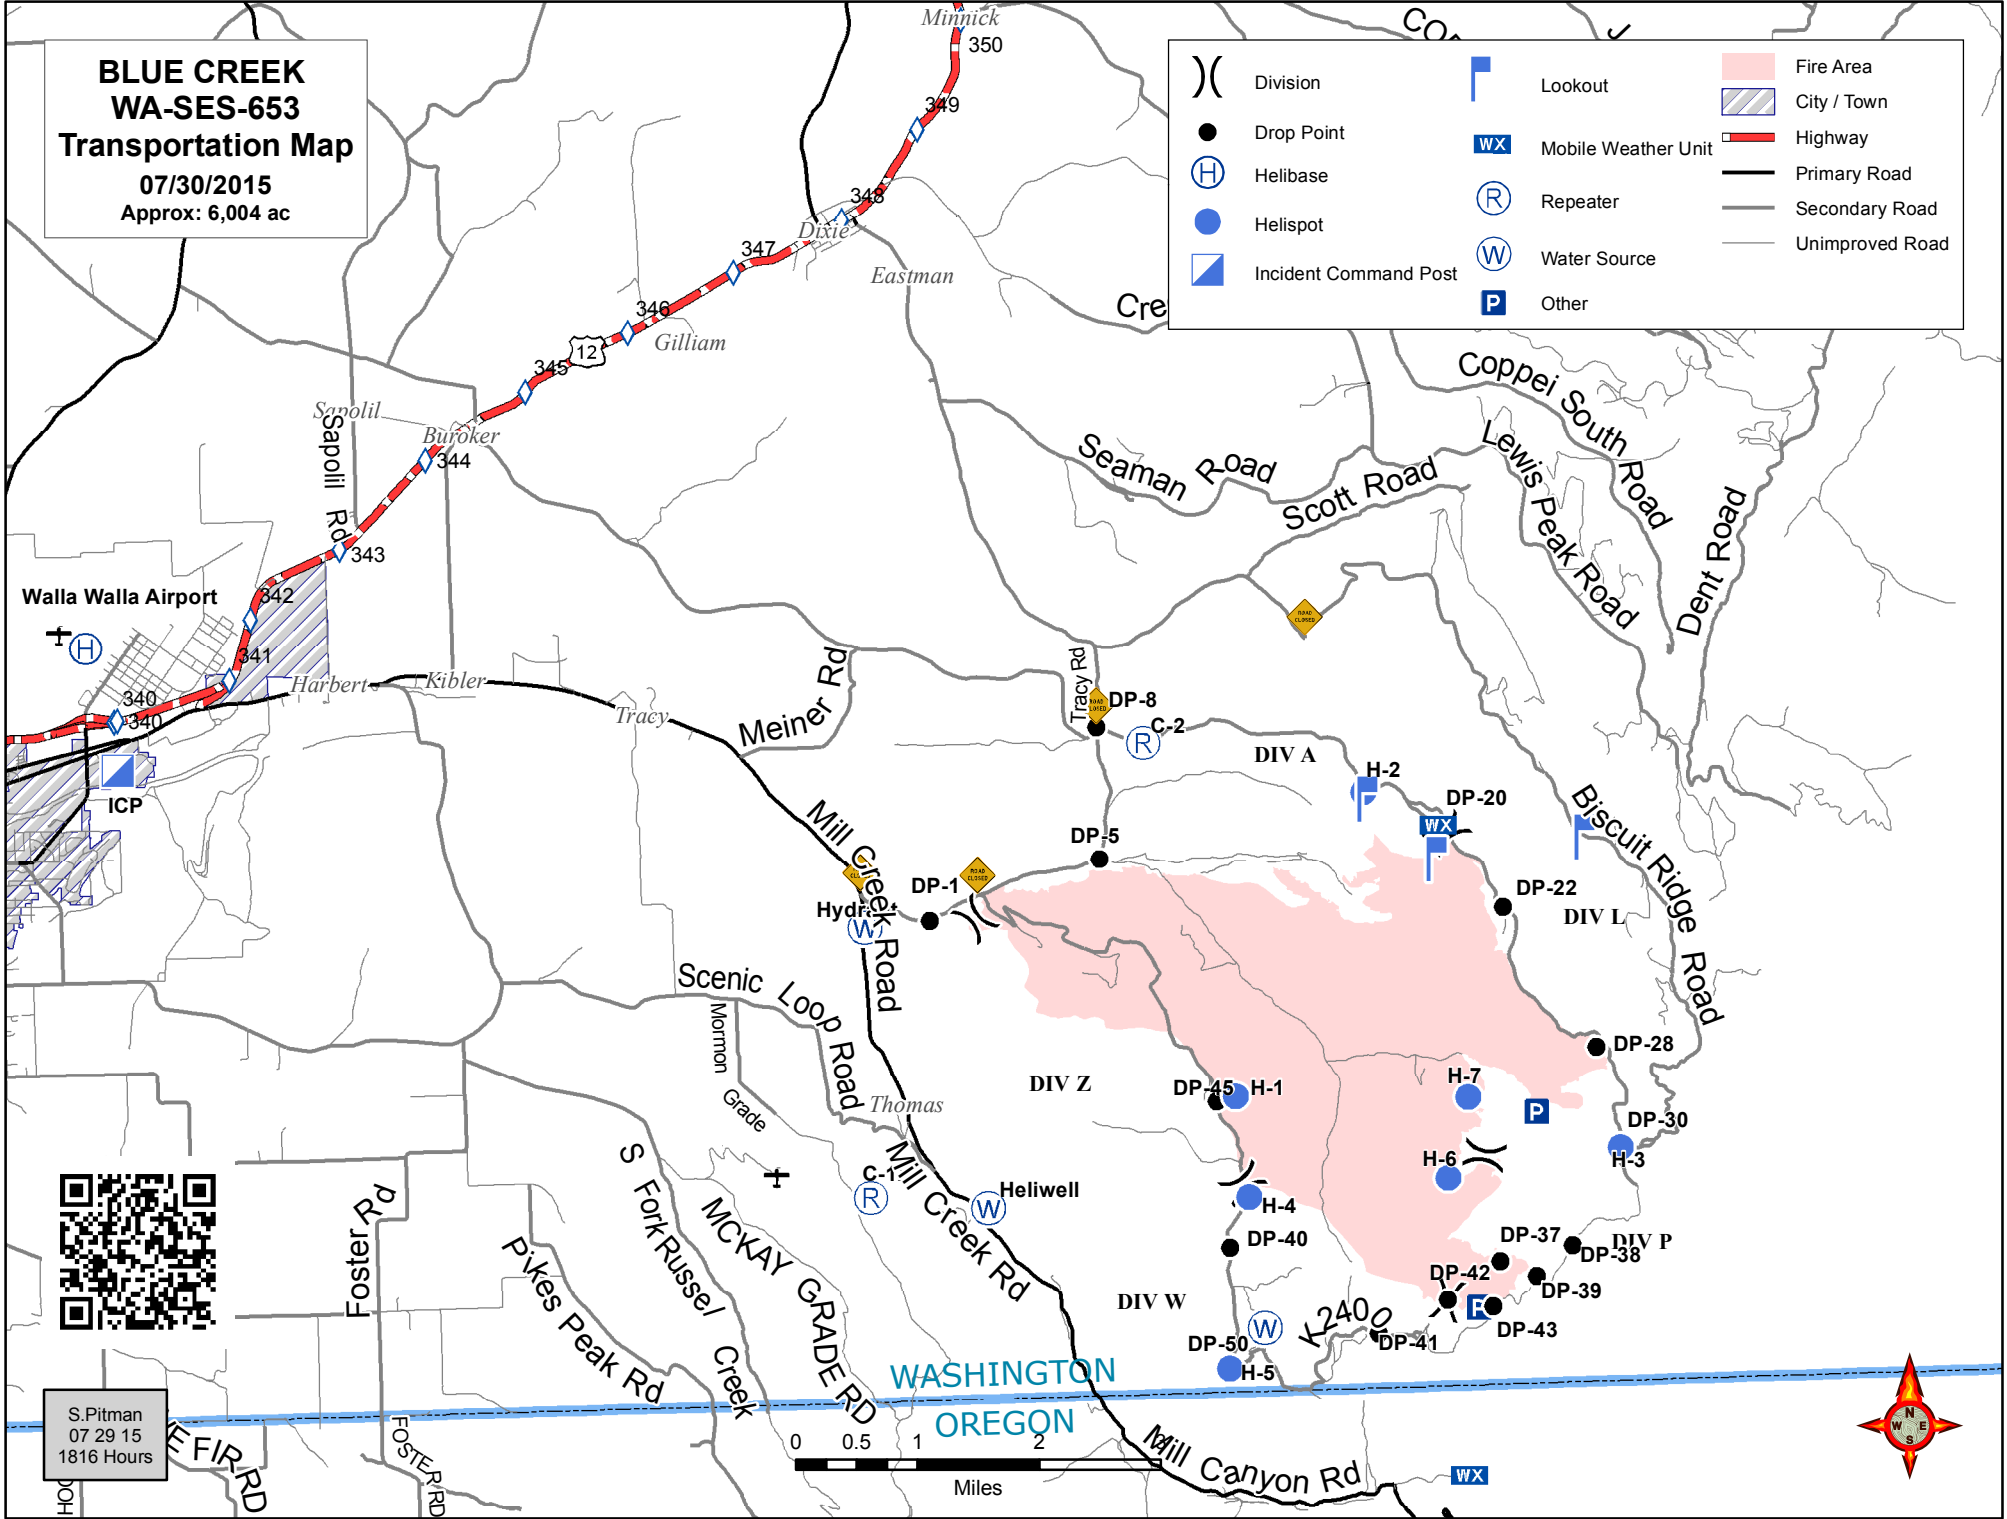 BLUE CREEK
WA-SES-653
Transportation Map
07/30/2015
Approx: 6,004 ac
Division
Drop Point
H
Helibase
Helispot
Incident Command Post
Lookout
WX
Mobile Weather Unit
R
Repeater
W
Water Source
P
Other
Fire Area
City / Town
Highway
Primary Road
Secondary Road
Unimproved Road
Minnick
350
349
348
Dixie
347
Eastman
346
Gilliam
12
345
Sapolil
Buroker
344
Sapolil Rd
343
342
341
340
340
Walla Walla Airport
H
ICP
Harbert
Kibler
Tracy
Coppei South Road
Lewis Peak Road
Dent Road
Seaman Road
Scott Road
ROAD CLOSED
Meiner Rd
Tracy Rd
DP-8
C-2
R
DIV A
H-2
DP-20
WX
Biscuit Ridge Road
DP-5
DP-22
DIV L
Mill Creek Road
DP-1
ROAD CLOSED
W
Scenic Loop Road
Mormon Grade
Thomas
DIV Z
DP-45
H-1
H-7
DP-28
P
DP-30
H-3
H-6
Mill Creek Rd
R
Heliwell
W
H-4
DP-40
DP-37
DIV P
DP-38
DP-42
DP-39
P
DP-43
DIV W
W
K2400
DP-41
DP-50
H-5
S Fork Russel Creek
MCKAY GRADE RD
Pikes Peak Rd
Foster Rd
FOSTER RD
WASHINGTON
OREGON
0 0.5 1 2
Miles
Mill Canyon Rd
WX
S.Pitman
07 29 15
1816 Hours
N
W E
S